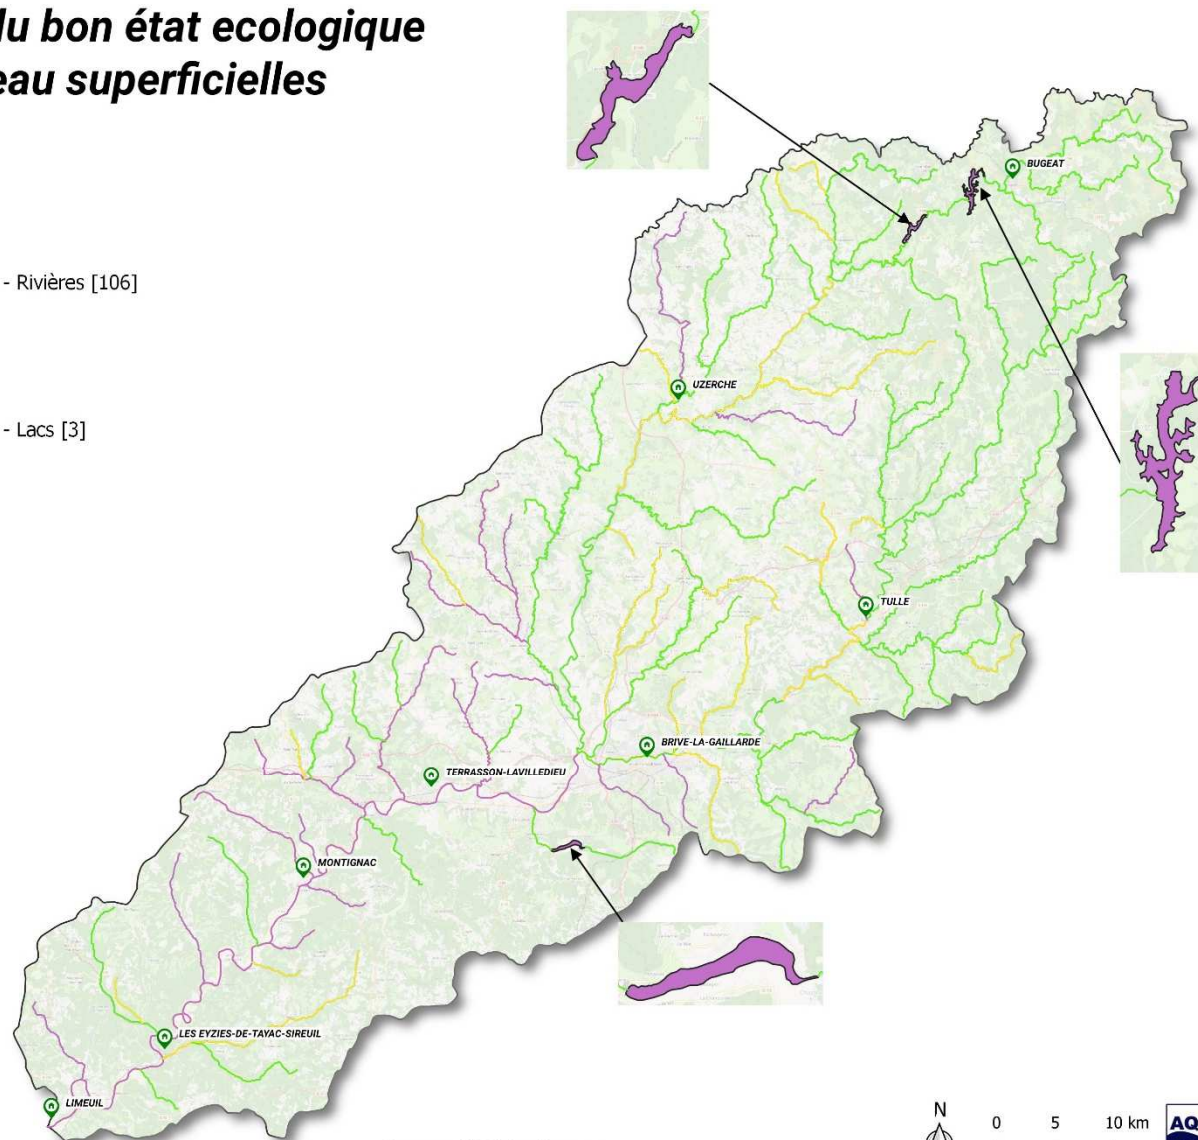 du bon état ecologique
eau superficielles
- Rivières [106]
- Lacs [3]
BUGEAT
UZERCHE
TULLE
BRIVE-LA-GAILLARDE
TERRASSON-LAVILLEDIEU
MONTIGNAC
LES EYZIES-DE-TAYAC-SIREUIL
LIMEUIL
N
0 5 10 km
AQ